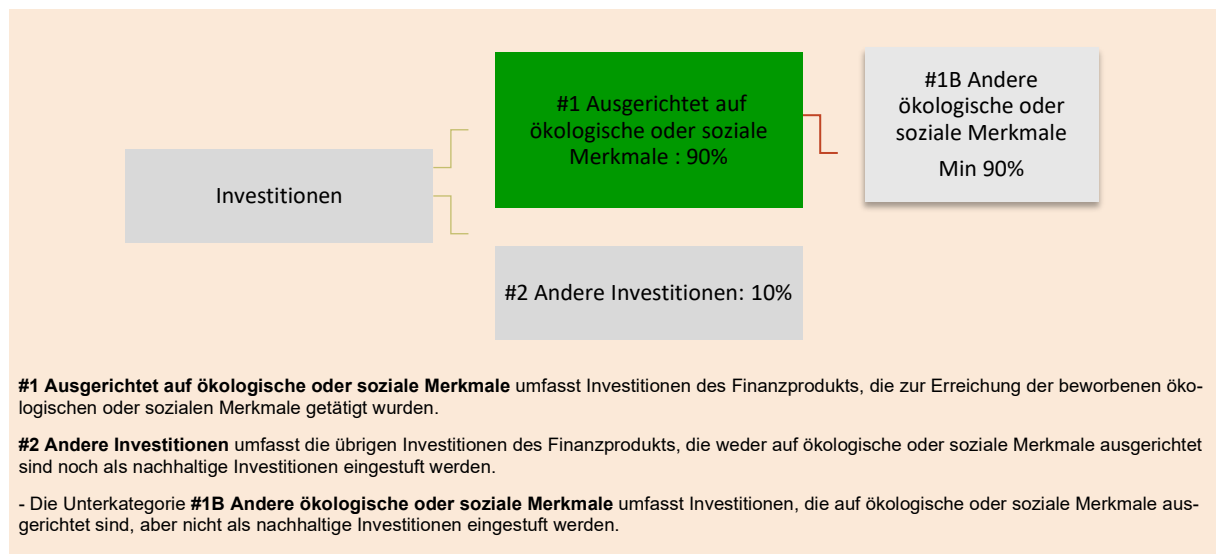 #1 Ausgerichtet auf
ökologische oder soziale
Merkmale : 90%
#1B Andere
ökologische oder
soziale Merkmale
Min 90%
Investitionen
#2 Andere Investitionen: 10%
#1 Ausgerichtet auf ökologische oder soziale Merkmale umfasst Investitionen des Finanzprodukts, die zur Erreichung der beworbenen öko-
logischen oder sozialen Merkmale getätigt wurden.
#2 Andere Investitionen umfasst die übrigen Investitionen des Finanzprodukts, die weder auf ökologische oder soziale Merkmale ausgerichtet
sind noch als nachhaltige Investitionen eingestuft werden.
- Die Unterkategorie #1B Andere ökologische oder soziale Merkmale umfasst Investitionen, die auf ökologische oder soziale Merkmale aus-
gerichtet sind, aber nicht als nachhaltige Investitionen eingestuft werden.